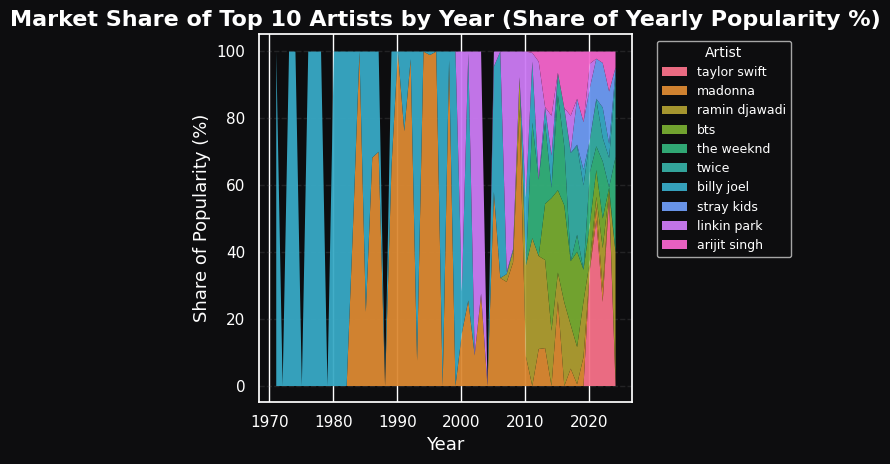 Market Share of Top 10 Artists by Year (Share of Yearly Popularity %)
100
80
60
40
20
0
Share of Popularity (%)
1970 1980 1990 2000 2010 2020
Year
Artist
taylor swift
madonna
ramin djawadi
bts
the weeknd
twice
billy joel
stray kids
linkin park
arijit singh